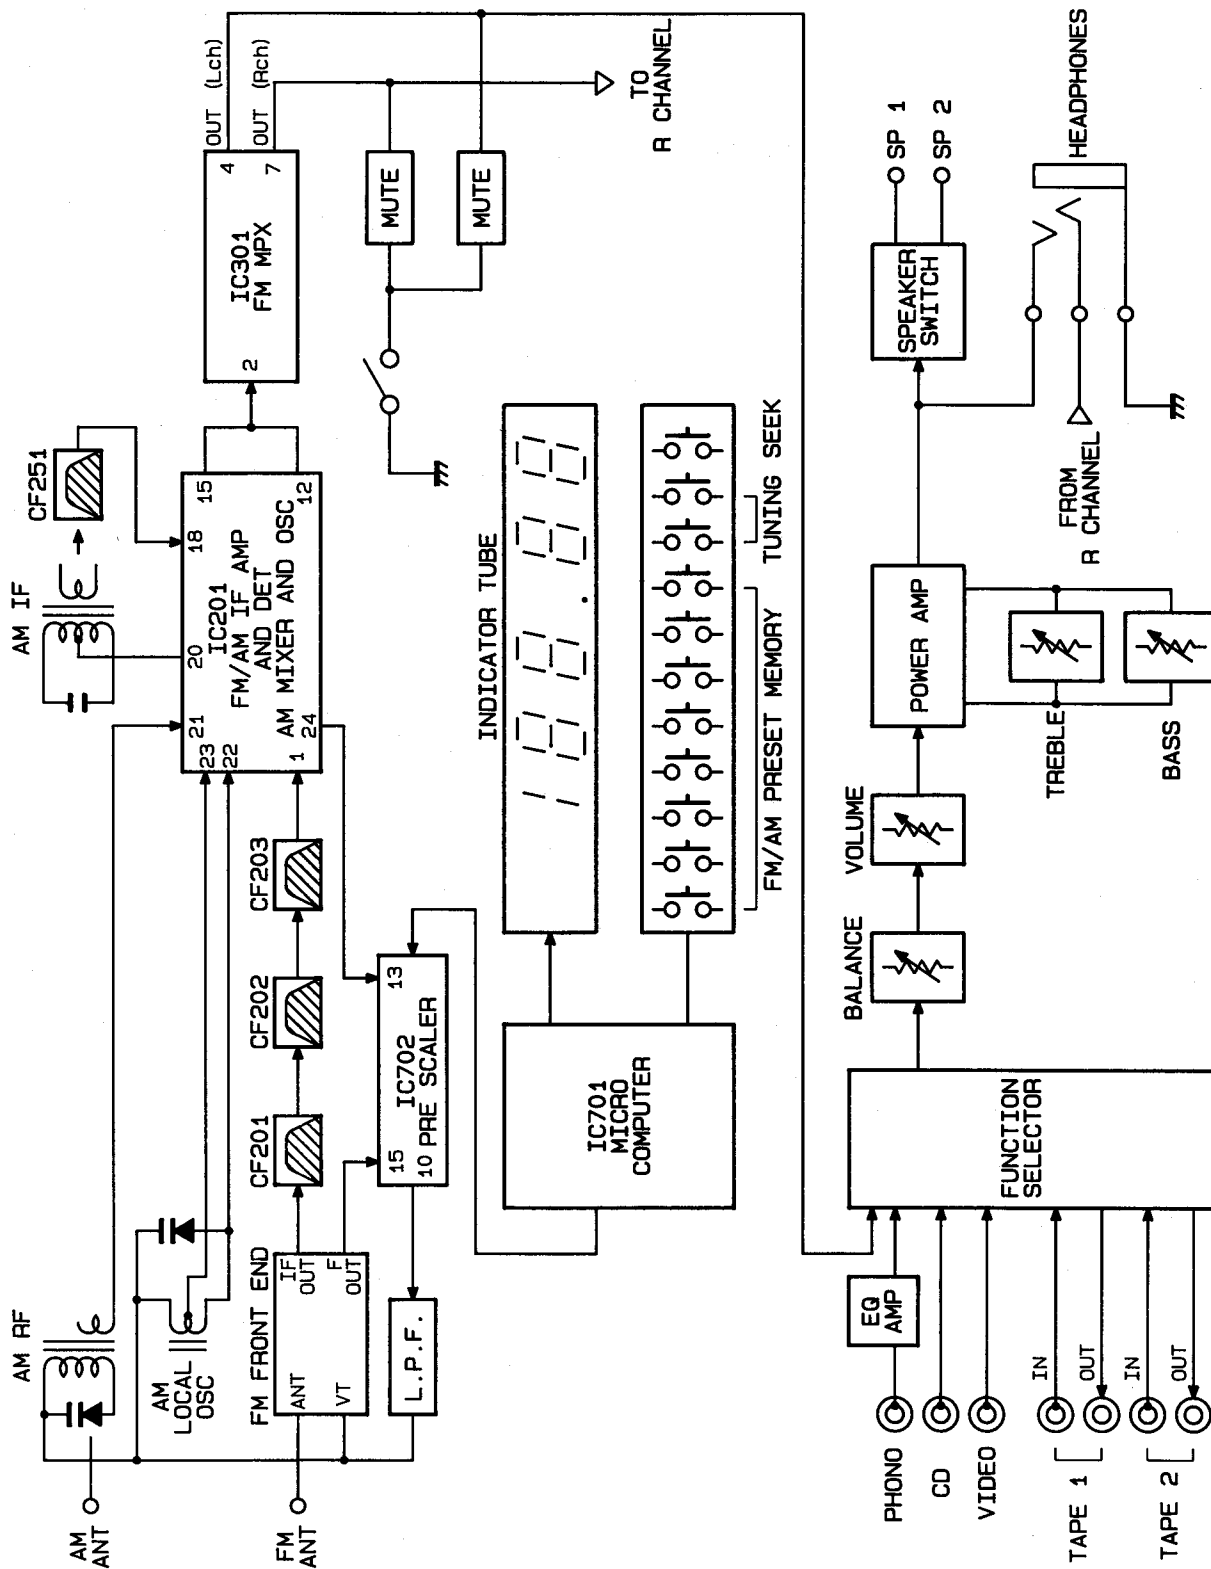 AM
ANT
AM RF
AM
LOCAL
OSC
FM
ANT
FM FRONT END
ANT
VT
IF
OUT
F
OUT
L.P.F.
CF201
CF202
CF203
15
10
IC702
PRE SCALER
13
AM IF
CF251
21
20
18
15
23
22
IC201
FM/AM IF AMP
AND DET
AM MIXER AND OSC
1
24
12
2
IC301
FM MPX
4
7
OUT (Lch)
OUT (Rch)
MUTE
MUTE
TO
R CHANNEL
INDICATOR TUBE
IC701
MICRO
COMPUTER
FM/AM PRESET MEMORY
TUNING SEEK
PHONO
CD
VIDEO
TAPE 1
IN
OUT
TAPE 2
IN
OUT
EQ
AMP
FUNCTION
SELECTOR
BALANCE
VOLUME
POWER AMP
TREBLE
BASS
SPEAKER
SWITCH
SP 1
SP 2
FROM
R CHANNEL
HEADPHONES